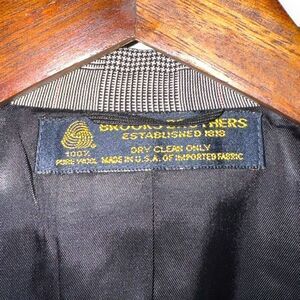 BROOKS BROTHERS
ESTABLISHED 1818
DRY CLEAN ONLY
100%
PURE WOOL
MADE IN U.S.A. OF IMPORTED FABRIC